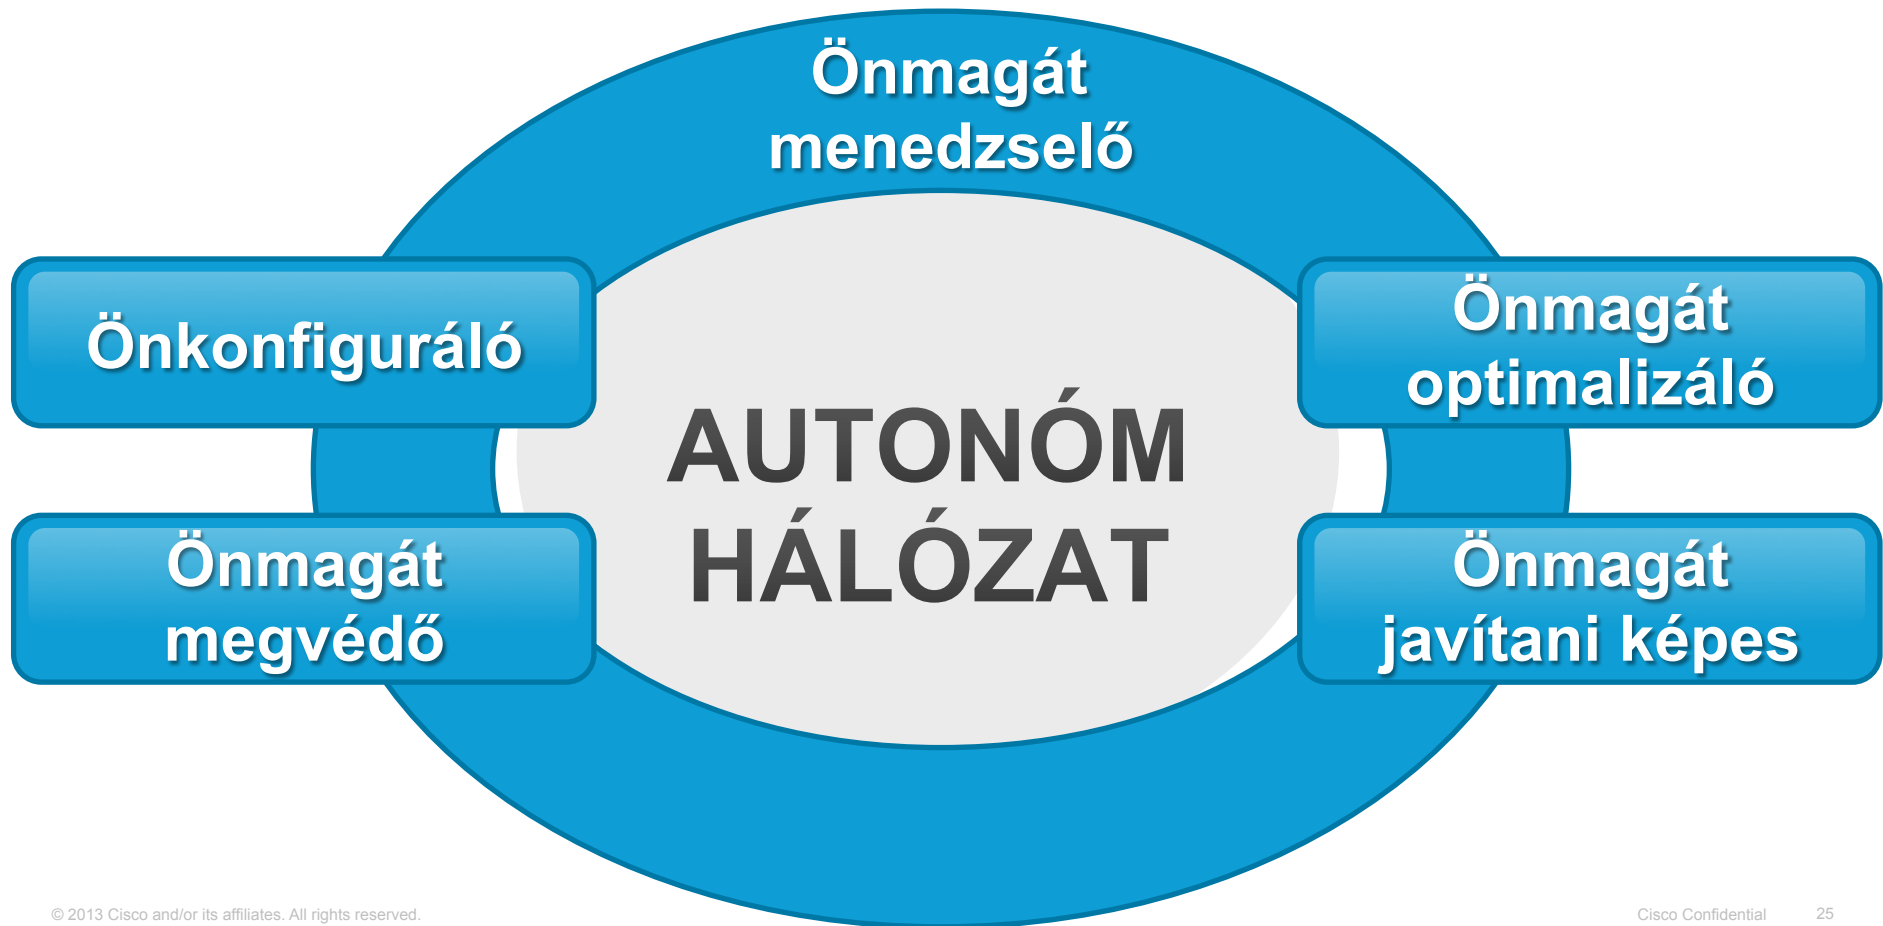 Önmagát
menedzselő
Önkonfiguráló
Önmagát
optimalizáló
AUTONÓM
HÁLÓZAT
Önmagát
megvédő
Önmagát
javítani képes
© 2013 Cisco and/or its affiliates. All rights reserved.
Cisco Confidential 25